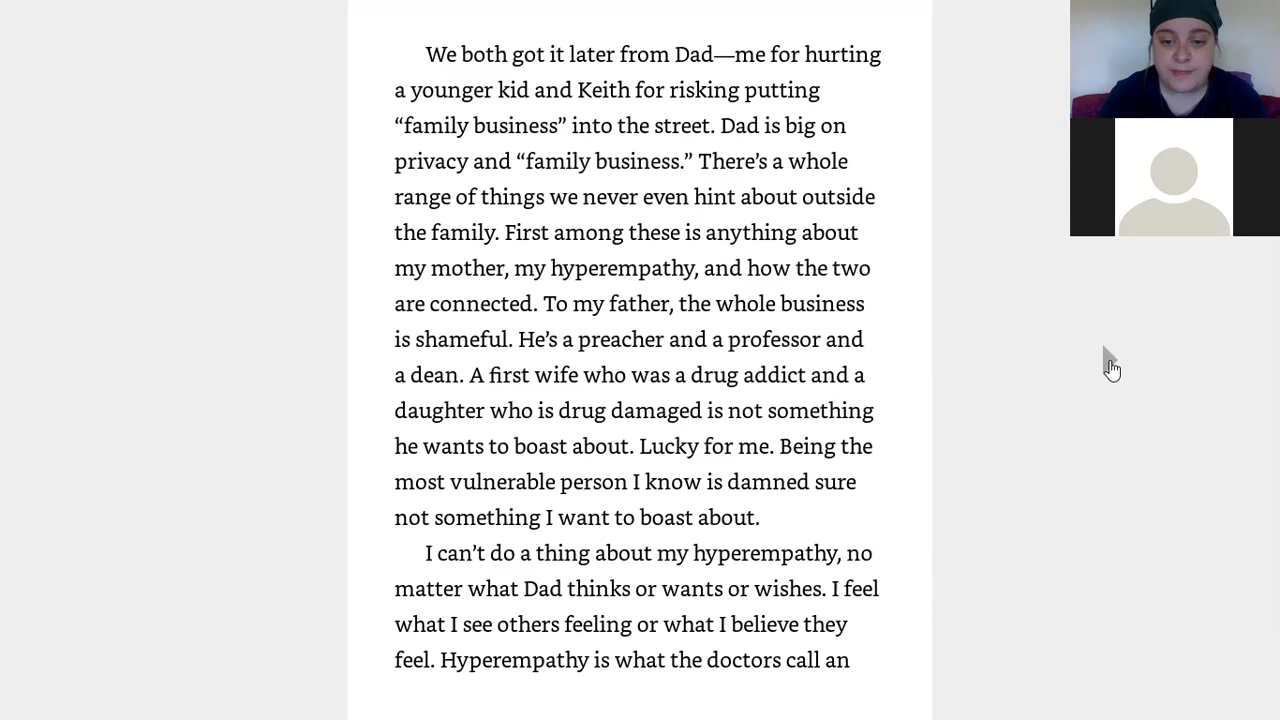 We both got it later from Dad—me for hurting
a younger kid and Keith for risking putting
“family business” into the street. Dad is big on
privacy and “family business.” There’s a whole
range of things we never even hint about outside
the family. First among these is anything about
my mother, my hyperempathy, and how the two
are connected. To my father, the whole business
is shameful. He’s a preacher and a professor and
a dean. A first wife who was a drug addict and a
daughter who is drug damaged is not something
he wants to boast about. Lucky for me. Being the
most vulnerable person I know is damned sure
not something I want to boast about.
I can’t do a thing about my hyperempathy, no
matter what Dad thinks or wants or wishes. I feel
what I see others feeling or what I believe they
feel. Hyperempathy is what the doctors call an